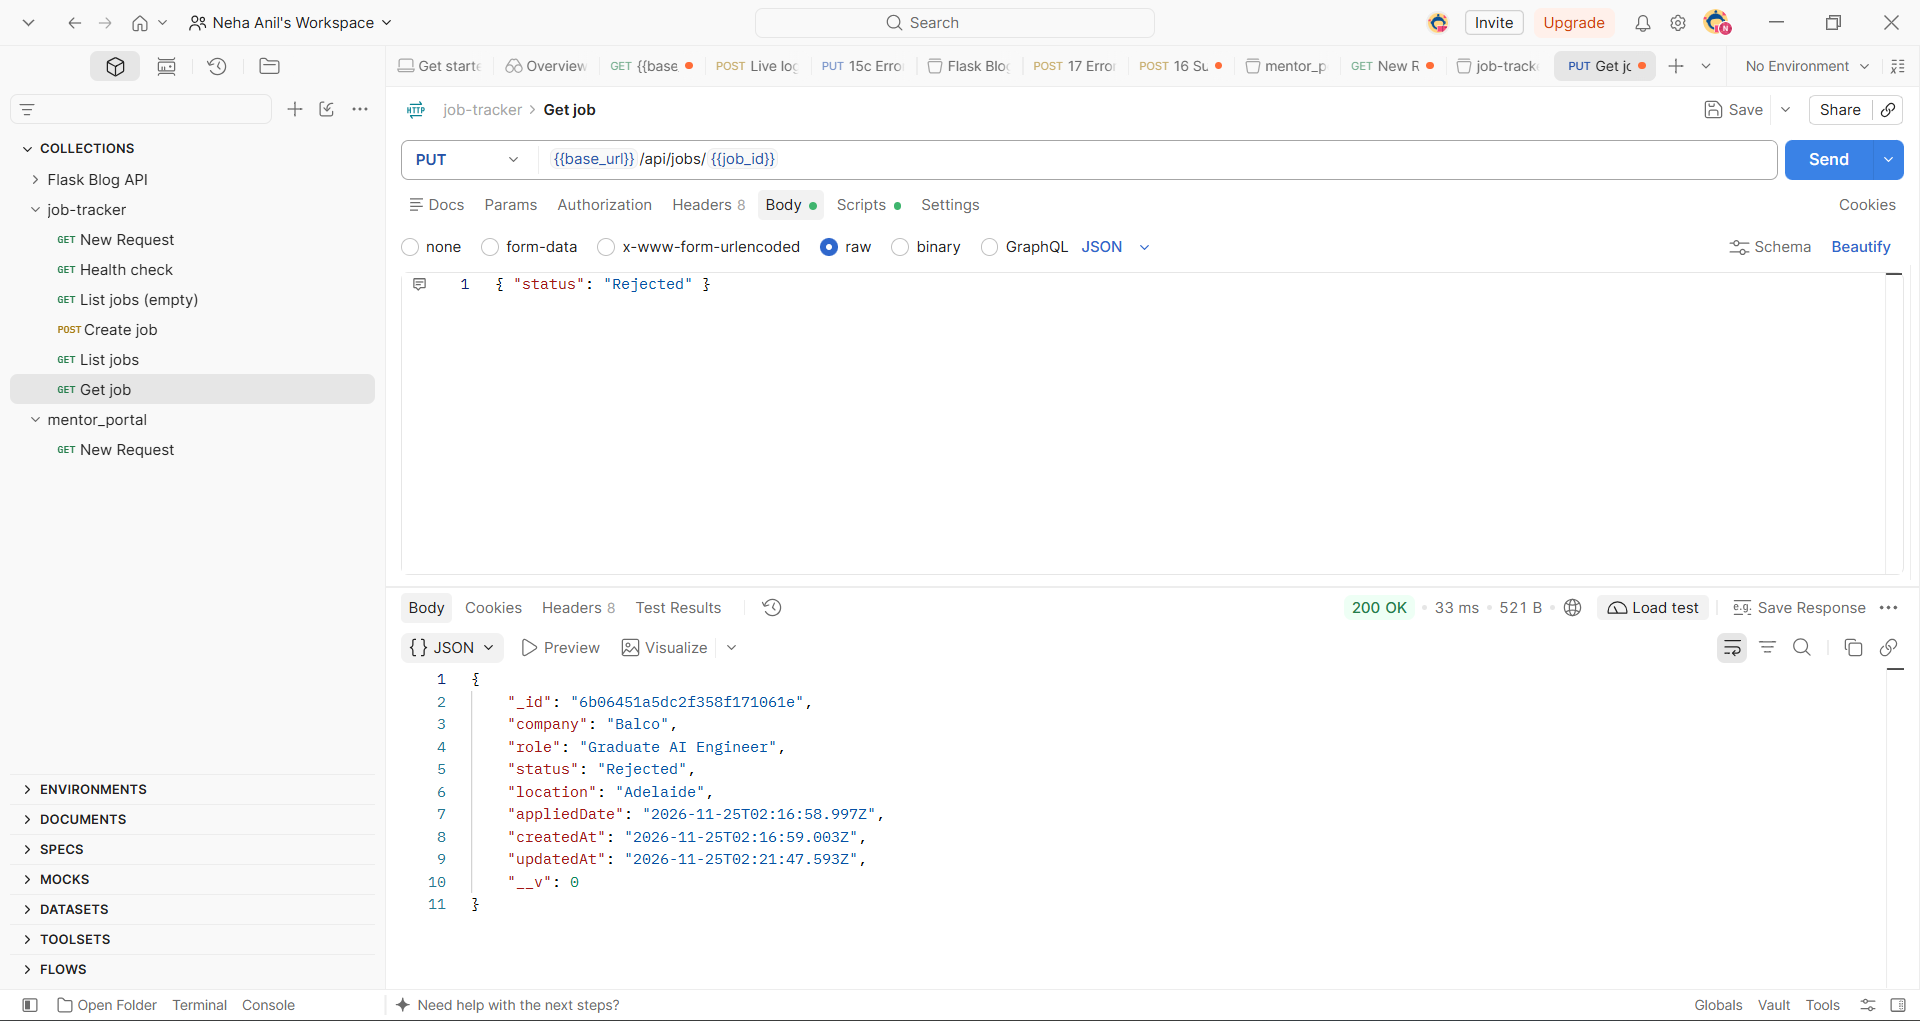 Neha Anil's Workspace
Search
Invite
Upgrade
Get starte
Overview
GET {{base
POST Live log
PUT 15c Erro
Flask Blog
POST 17 Erro
POST 16 Su
mentor_p
GET New R
job-tracke
PUT Get jo
No Environment
COLLECTIONS
Flask Blog API
job-tracker
GET New Request
GET Health check
GET List jobs (empty)
POST Create job
GET List jobs
GET Get job
mentor_portal
GET New Request
ENVIRONMENTS
DOCUMENTS
SPECS
MOCKS
DATASETS
TOOLSETS
FLOWS
HTTP job-tracker > Get job
Save
Share
PUT
{{base_url}} /api/jobs/ {{job_id}}
Send
Docs Params Authorization Headers 8 Body Scripts Settings
Cookies
none form-data x-www-form-urlencoded raw binary GraphQL JSON
Schema Beautify
1 { "status": "Rejected" }
Body Cookies Headers 8 Test Results
200 OK • 33 ms • 521 B
Load test
e.g. Save Response
{} JSON Preview Visualize
1 {
2 "_id": "6b06451a5dc2f358f171061e",
3 "company": "Balco",
4 "role": "Graduate AI Engineer",
5 "status": "Rejected",
6 "location": "Adelaide",
7 "appliedDate": "2026-11-25T02:16:58.997Z",
8 "createdAt": "2026-11-25T02:16:59.003Z",
9 "updatedAt": "2026-11-25T02:21:47.593Z",
10 "__v": 0
11 }
Open Folder Terminal Console
Need help with the next steps?
Globals Vault Tools